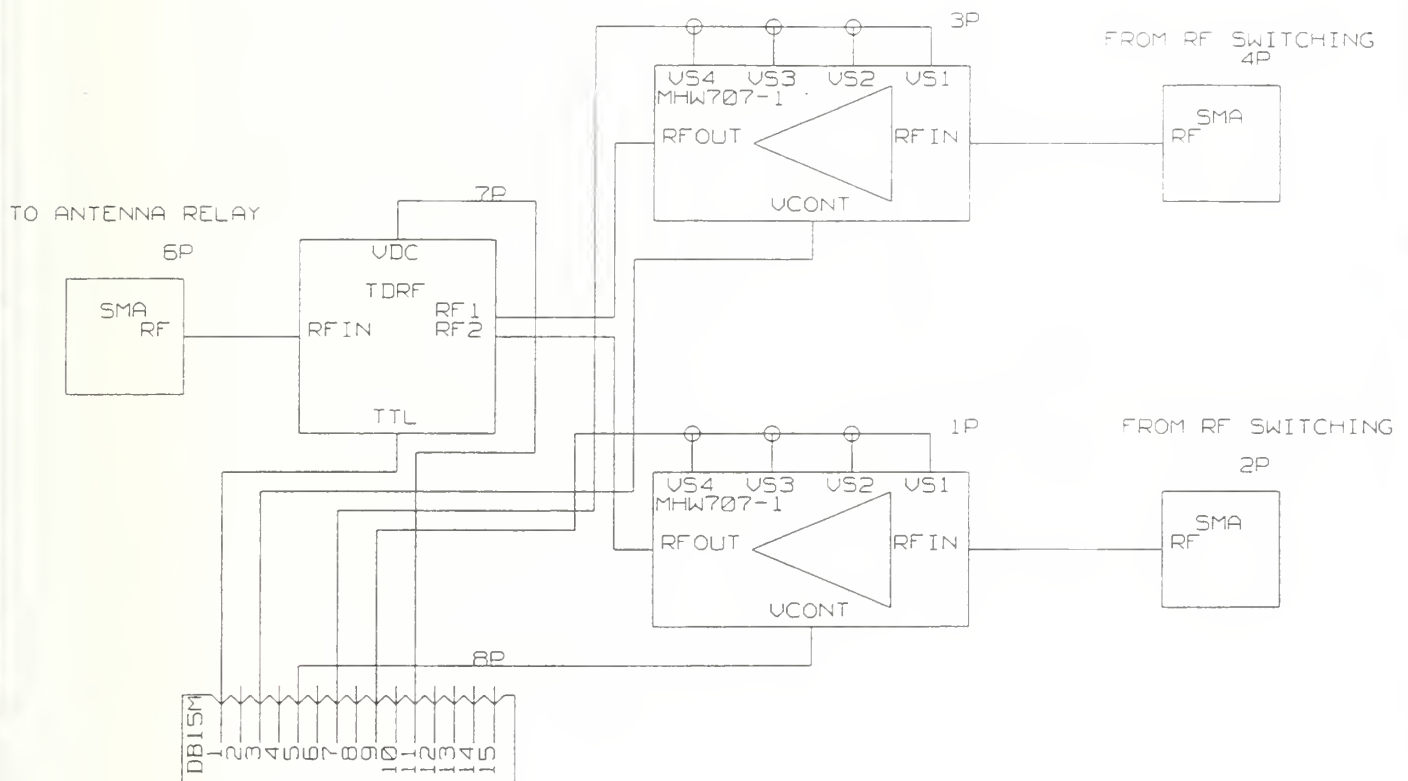 3P
FROM RF SWITCHING
4P
VS4 VS3 VS2 VS1
MHW707-1
RFOUT
RFIN
VCONT
SMA
RF
7P
TO ANTENNA RELAY
6P
SMA
RF
VDC
TDRF
RFIN
RF1
RF2
TTL
1P
FROM RF SWITCHING
2P
VS4 VS3 VS2 VS1
MHW707-1
RFOUT
RFIN
VCONT
SMA
RF
8P
DB15M
1
2
3
4
5
6
7
8
9
10
11
12
13
14
15